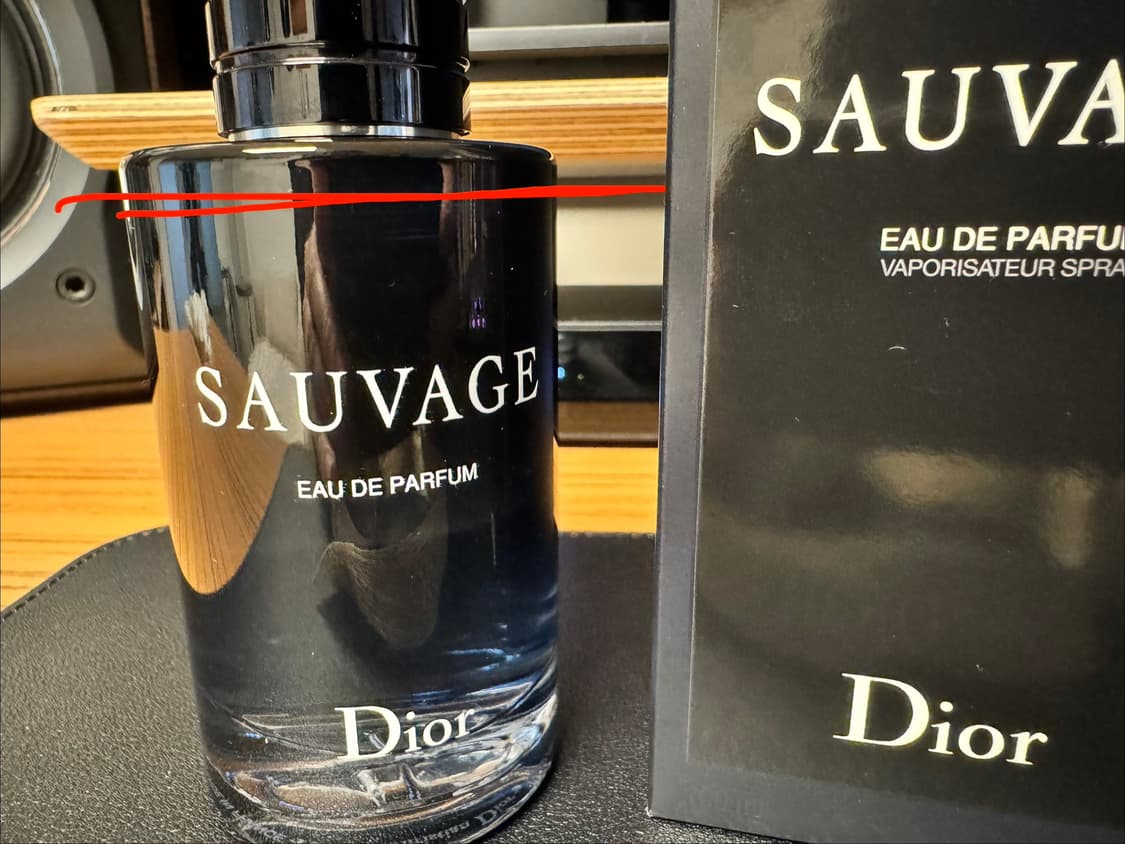 SAUVAGE
EAU DE PARFUM
Dior
SAUVA
EAU DE PARFU
VAPORISATEUR SPRA
Dior